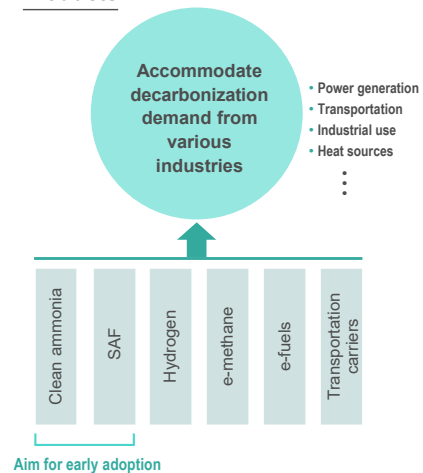 Accommodate
decarbonization
demand from
various
industries
• Power generation
• Transportation
• Industrial use
• Heat sources
Clean ammonia
SAF
Hydrogen
e-methane
e-fuels
Transportation
carriers
Aim for early adoption